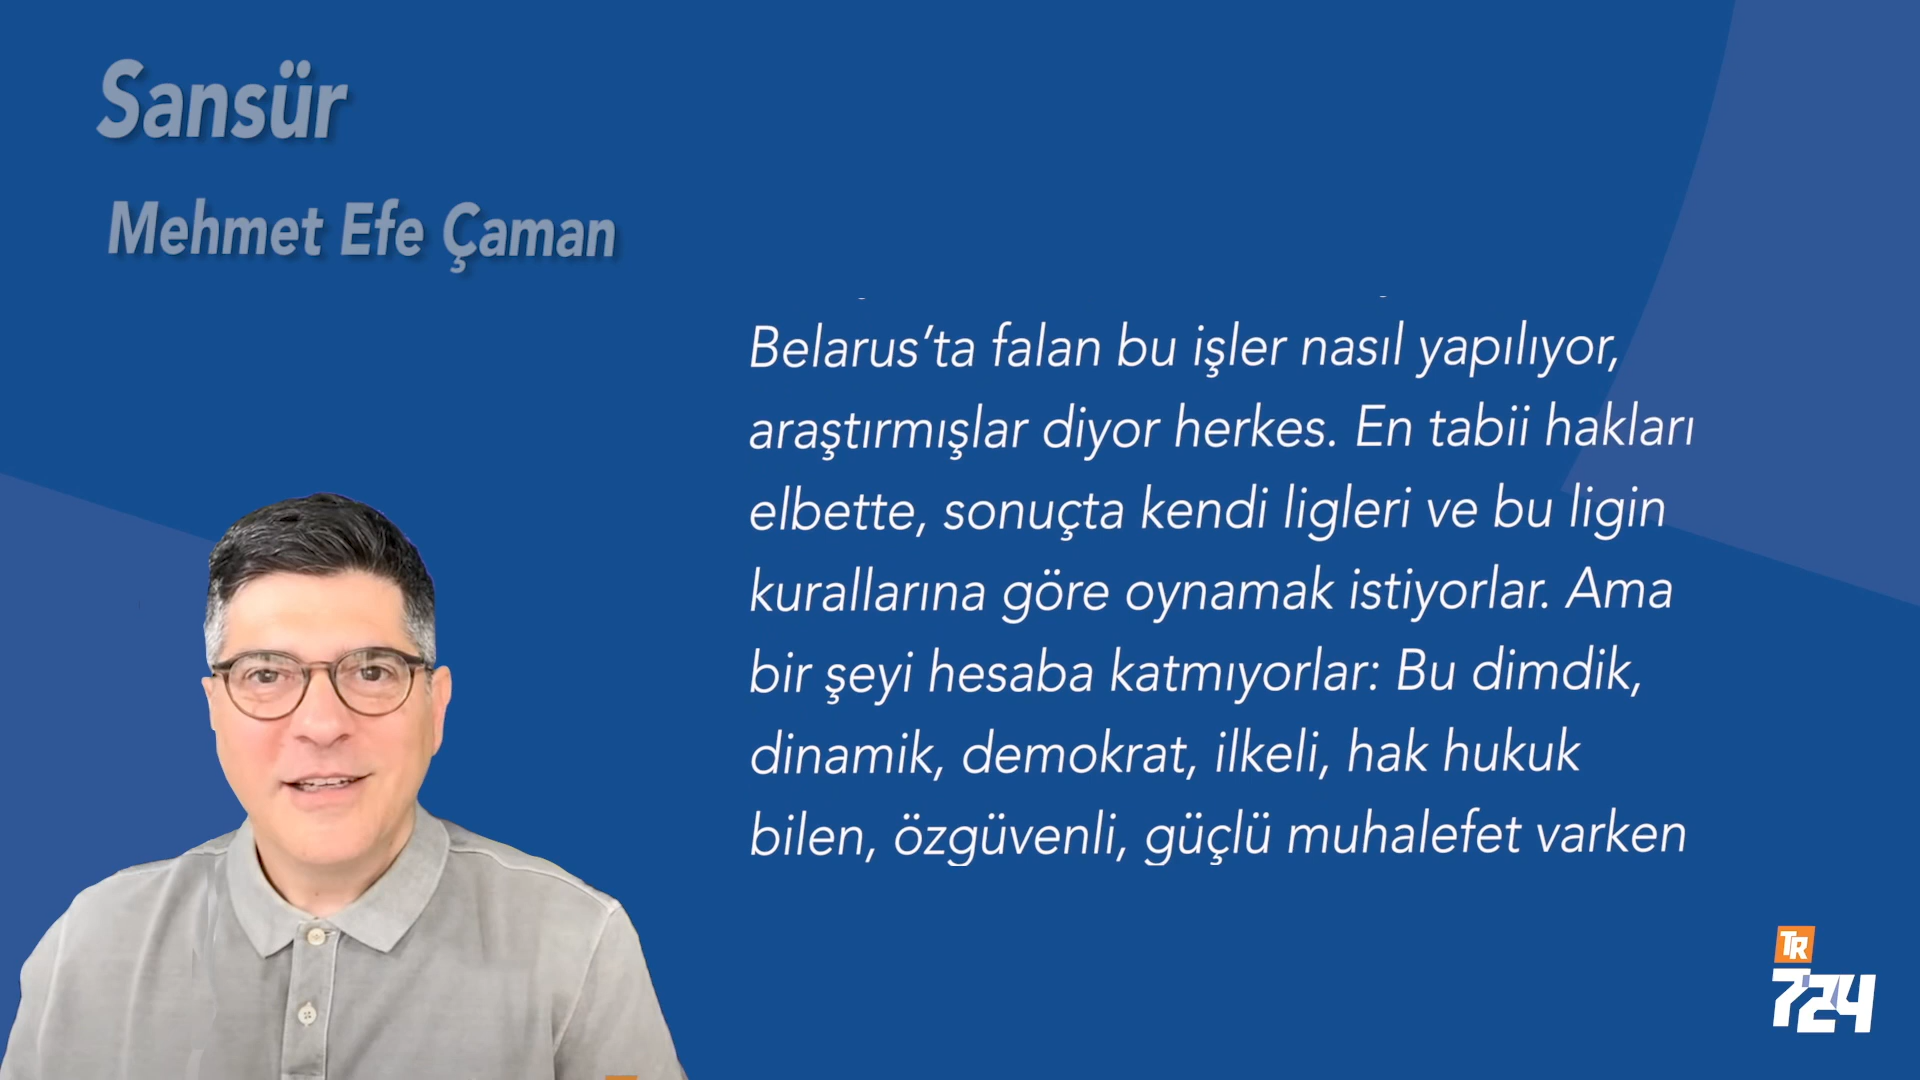 Sansür
Mehmet Efe Çaman
Belarus’ta falan bu işler nasıl yapılıyor,
araştırmışlar diyor herkes. En tabii hakları
elbette, sonuçta kendi ligleri ve bu ligin
kurallarına göre oynamak istiyorlar. Ama
bir şeyi hesaba katmıyorlar: Bu dimdik,
dinamik, demokrat, ilkeli, hak hukuk
bilen, özgüvenli, güçlü muhalefet varken
TR
724